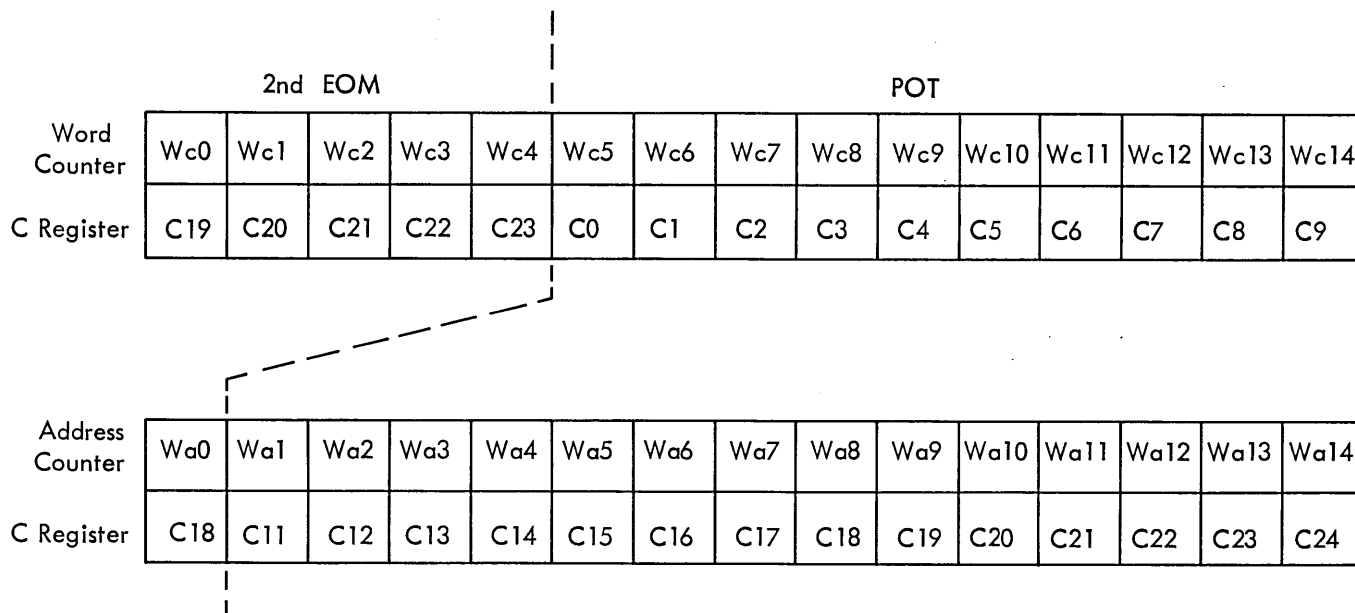 2nd EOM POT
Word Counter Wc0 Wc1 Wc2 Wc3 Wc4 Wc5 Wc6 Wc7 Wc8 Wc9 Wc10 Wc11 Wc12 Wc13 Wc14
C Register C19 C20 C21 C22 C23 C0 C1 C2 C3 C4 C5 C6 C7 C8 C9
Address Counter Wa0 Wa1 Wa2 Wa3 Wa4 Wa5 Wa6 Wa7 Wa8 Wa9 Wa10 Wa11 Wa12 Wa13 Wa14
C Register C18 C11 C12 C13 C14 C15 C16 C17 C18 C19 C20 C21 C22 C23 C24